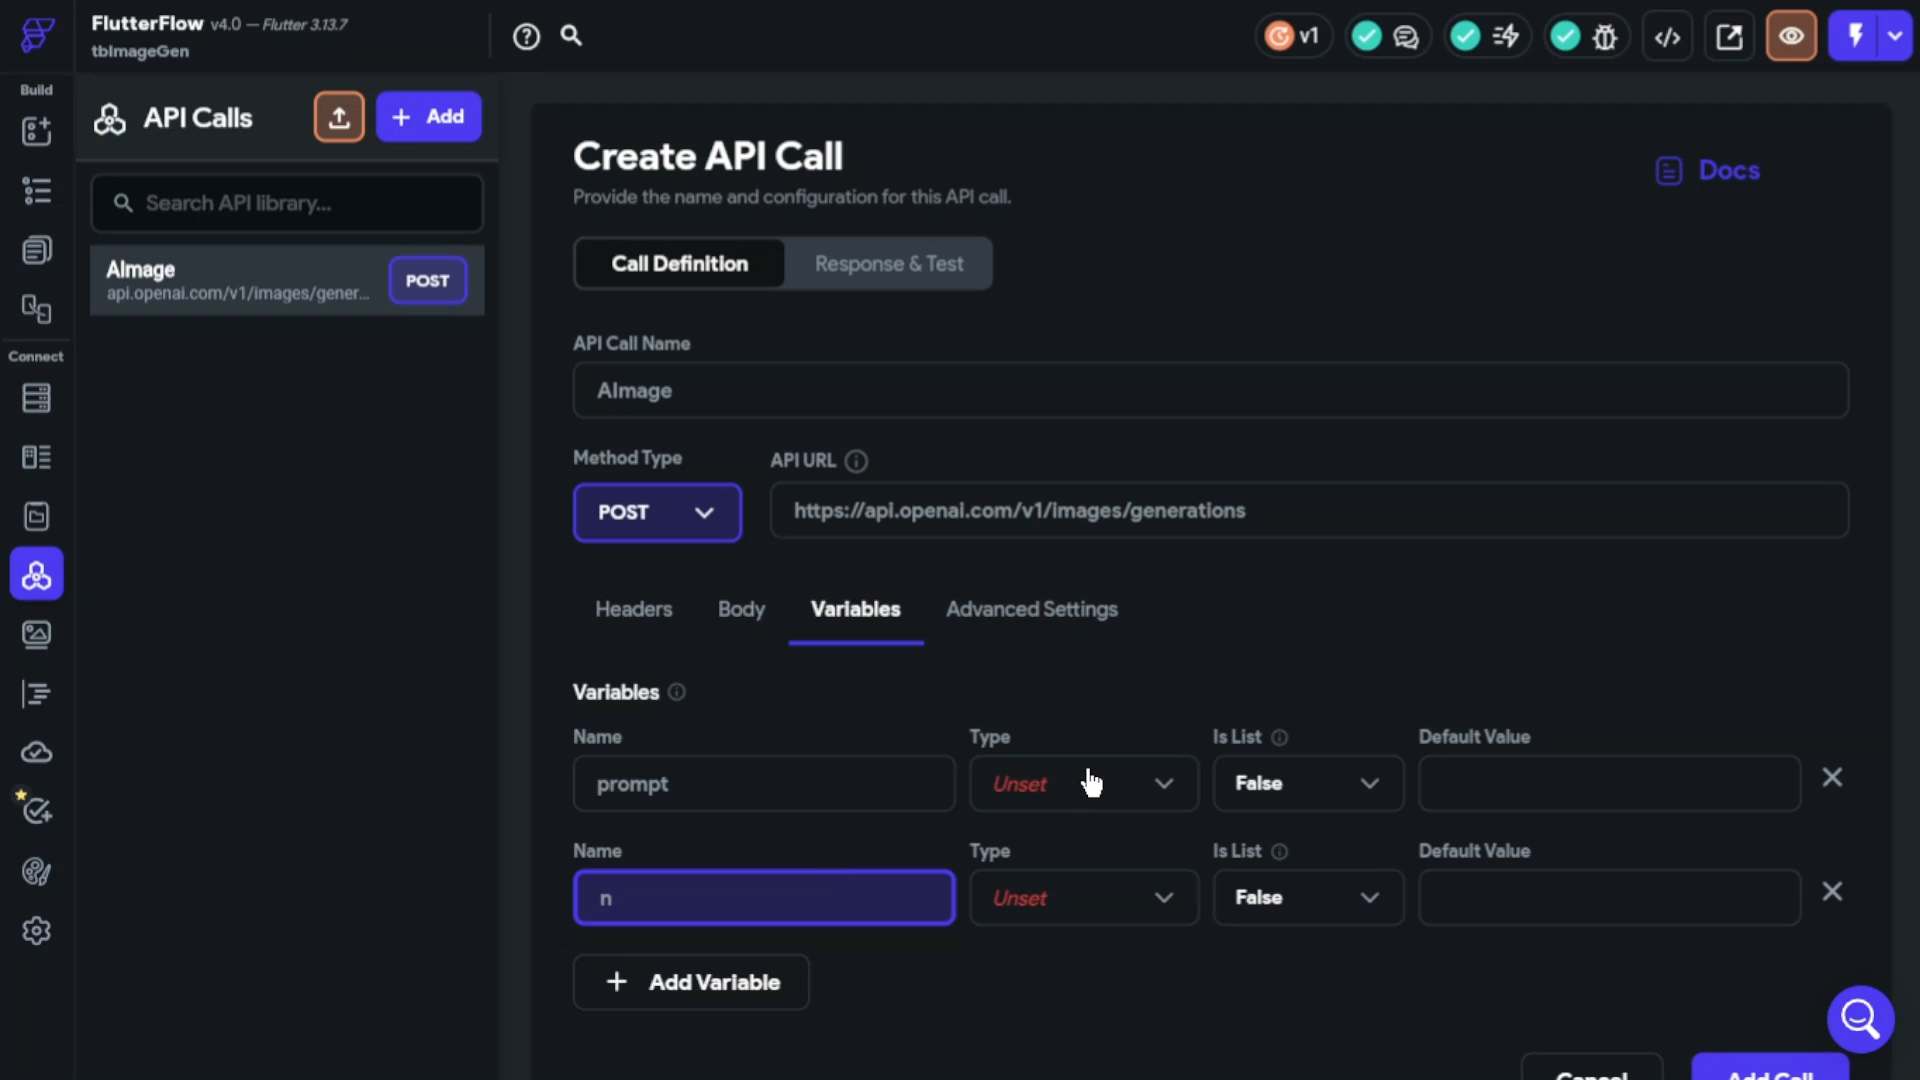 FlutterFlow v4.0 — Flutter 3.13.7
tbImageGen
v1
Build
API Calls
+ Add
Create API Call
Docs
Provide the name and configuration for this API call.
Search API library...
Call Definition
Response & Test
AImage
api.openai.com/v1/images/gener...
POST
API Call Name
AImage
Connect
Method Type
API URL
POST
https://api.openai.com/v1/images/generations
Headers
Body
Variables
Advanced Settings
Variables
Name
Type
Is List
Default Value
prompt
Unset
False
Name
Type
Is List
Default Value
n
Unset
False
+ Add Variable
Cancel
Add Call